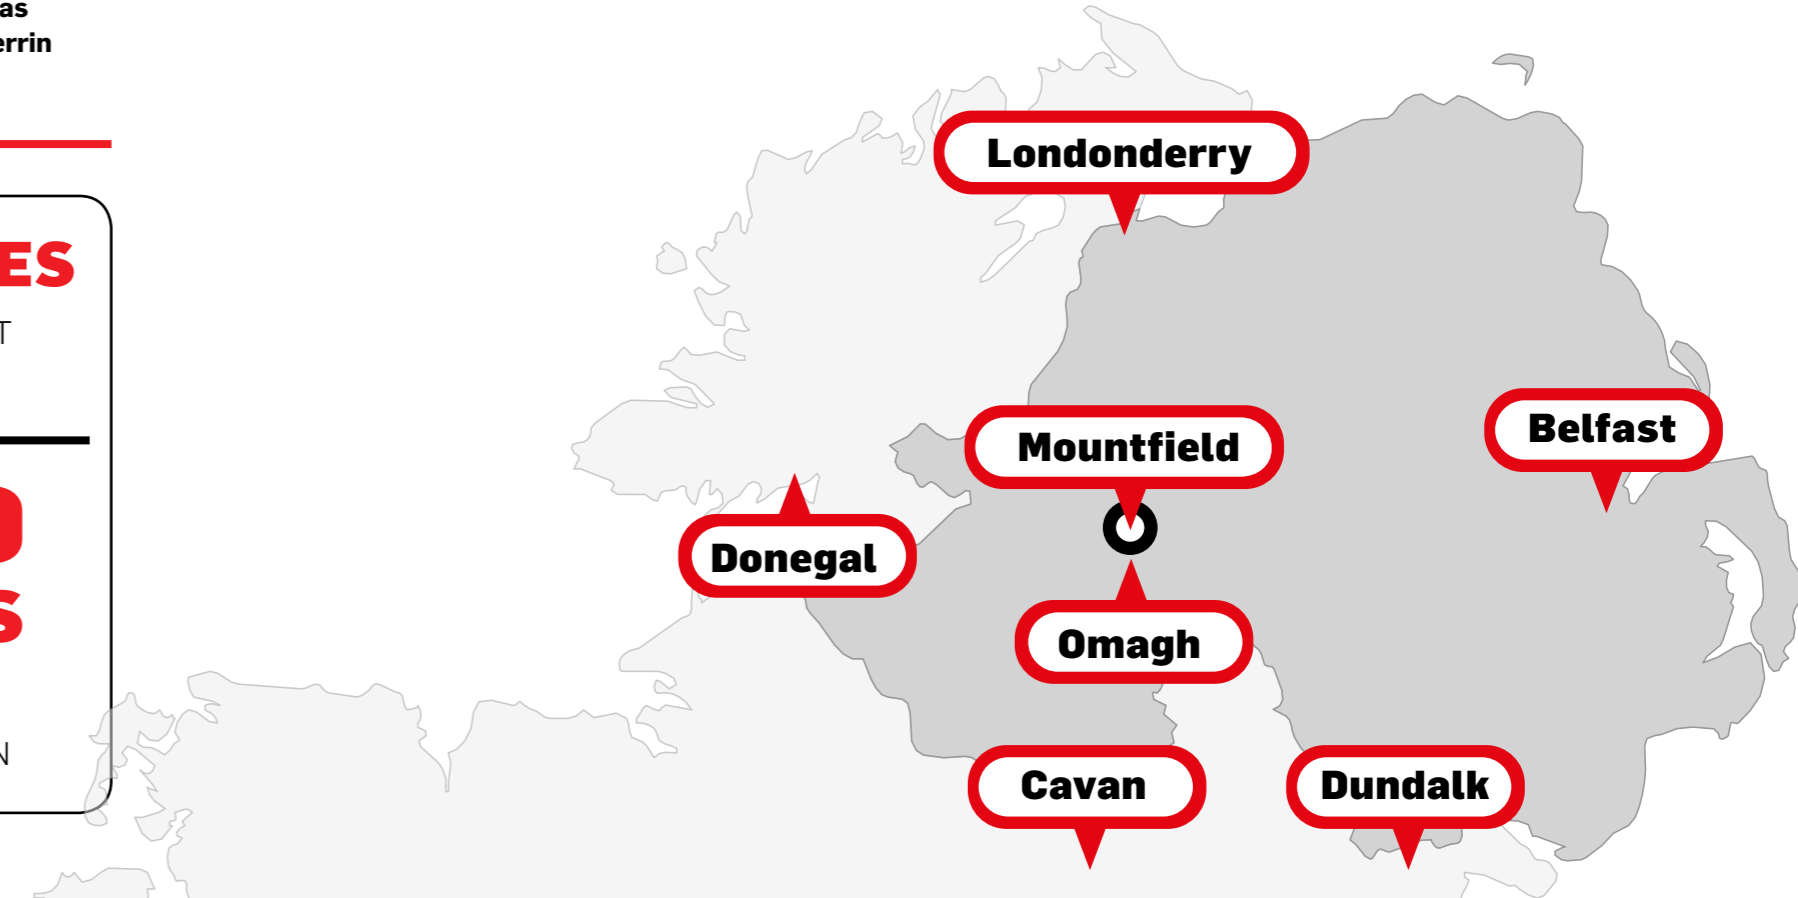 as
errin
ES
T
S
N
Londonderry
Mountfield
Belfast
Donegal
Omagh
Cavan
Dundalk